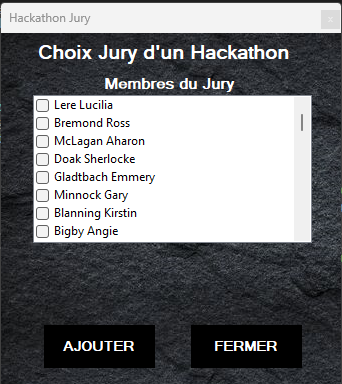 Hackathon Jury
x
Choix Jury d'un Hackathon
Membres du Jury
Lere Lucilia
Bremond Ross
McLagan Aharon
Doak Sherlocke
Gladtbach Emmery
Minnock Gary
Blanning Kirstin
Bigby Angie
AJOUTER
FERMER